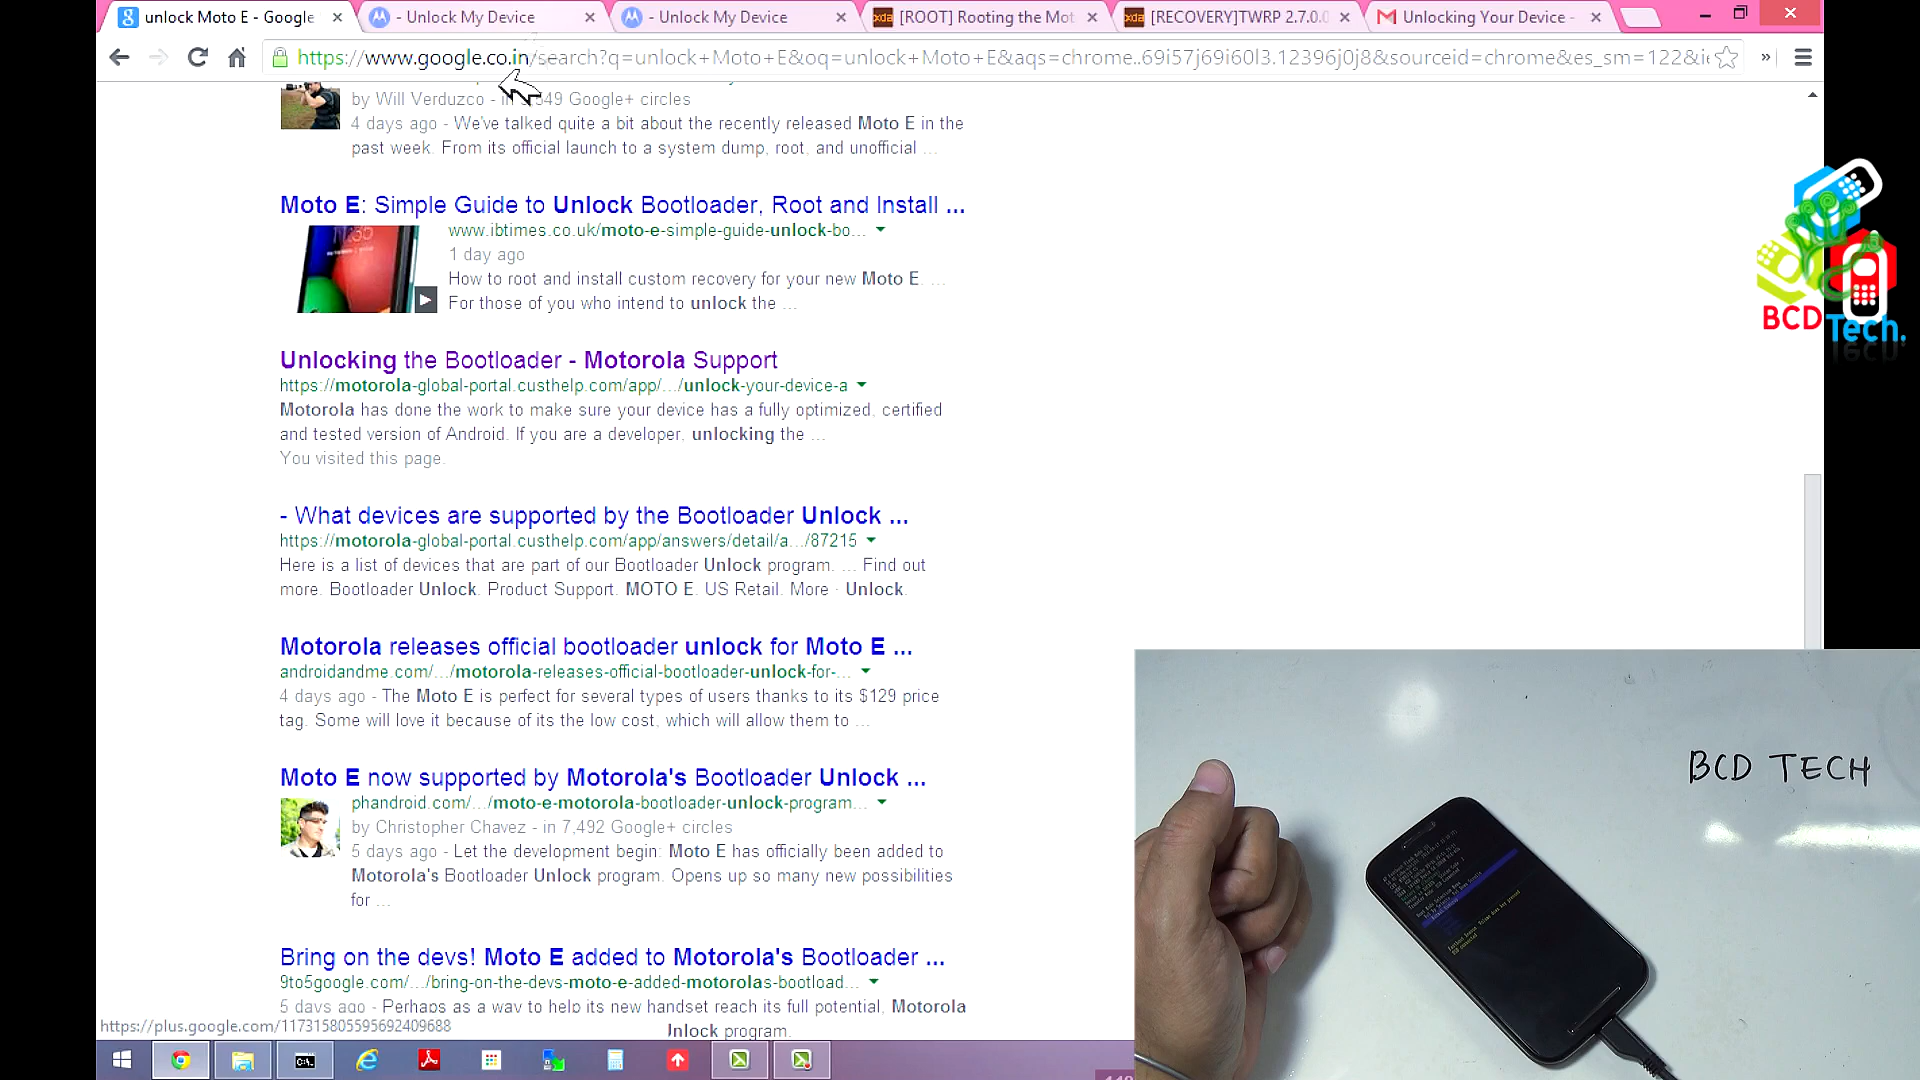 unlock Moto E - Google
- Unlock My Device
- Unlock My Device
[ROOT] Rooting the Mot
[RECOVERY]TWRP 2.7.0.0
Unlocking Your Device -
https://www.google.co.in/search?q=unlock+Moto+E&oq=unlock+Moto+E&aqs=chrome..69i57j69i60l3.12396j0j8&sourceid=chrome&es_sm=122&ie
by Will Verduzco - in 549 Google+ circles
4 days ago - We've talked quite a bit about the recently released Moto E in the
past week. From its official launch to a system dump, root, and unofficial ...
Moto E: Simple Guide to Unlock Bootloader, Root and Install ...
www.ibtimes.co.uk/moto-e-simple-guide-unlock-bo...
1 day ago
How to root and install custom recovery for your new Moto E. ...
For those of you who intend to unlock the ...
Unlocking the Bootloader - Motorola Support
https://motorola-global-portal.custhelp.com/app/.../unlock-your-device-a
Motorola has done the work to make sure your device has a fully optimized, certified
and tested version of Android. If you are a developer, unlocking the ...
You visited this page.
- What devices are supported by the Bootloader Unlock ...
https://motorola-global-portal.custhelp.com/app/answers/detail/a.../87215
Here is a list of devices that are part of our Bootloader Unlock program. ... Find out
more. Bootloader Unlock. Product Support. MOTO E. US Retail. More · Unlock.
Motorola releases official bootloader unlock for Moto E ...
androidandme.com/.../motorola-releases-official-bootloader-unlock-for-...
4 days ago - The Moto E is perfect for several types of users thanks to its $129 price
tag. Some will love it because of its the low cost, which will allow them to ...
Moto E now supported by Motorola's Bootloader Unlock ...
phandroid.com/.../moto-e-motorola-bootloader-unlock-program...
by Christopher Chavez - in 7,492 Google+ circles
5 days ago - Let the development begin: Moto E has officially been added to
Motorola's Bootloader Unlock program. Opens up so many new possibilities
for ...
Bring on the devs! Moto E added to Motorola's Bootloader ...
9to5google.com/.../bring-on-the-devs-moto-e-added-motorolas-bootload...
5 days ago - Perhaps as a way to help its new handset reach its full potential, Motorola
Unlock program.
https://plus.google.com/117315805595692409688
BCD Tech.
BCD TECH